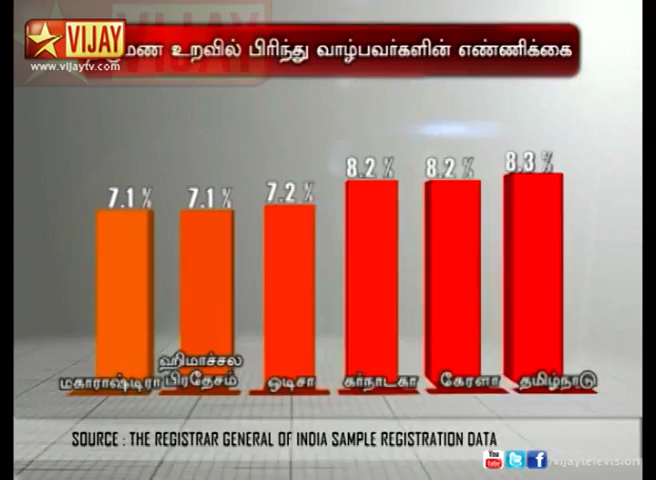 VIJAY
www.vijaytv.com
உறவில் பிரிந்து வாழ்பவர்களின் எண்ணிக்கை
7.1 % 7.1 % 7.2 % 8.2 % 8.2 % 8.3 %
மகாராஷ்டிரா ஹிமாச்சல பிரதேசம் ஒடிசா கர்நாடகா கேரளா தமிழ்நாடு
SOURCE : THE REGISTRAR GENERAL OF INDIA SAMPLE REGISTRATION DATA
You Tube /vijaytelevision